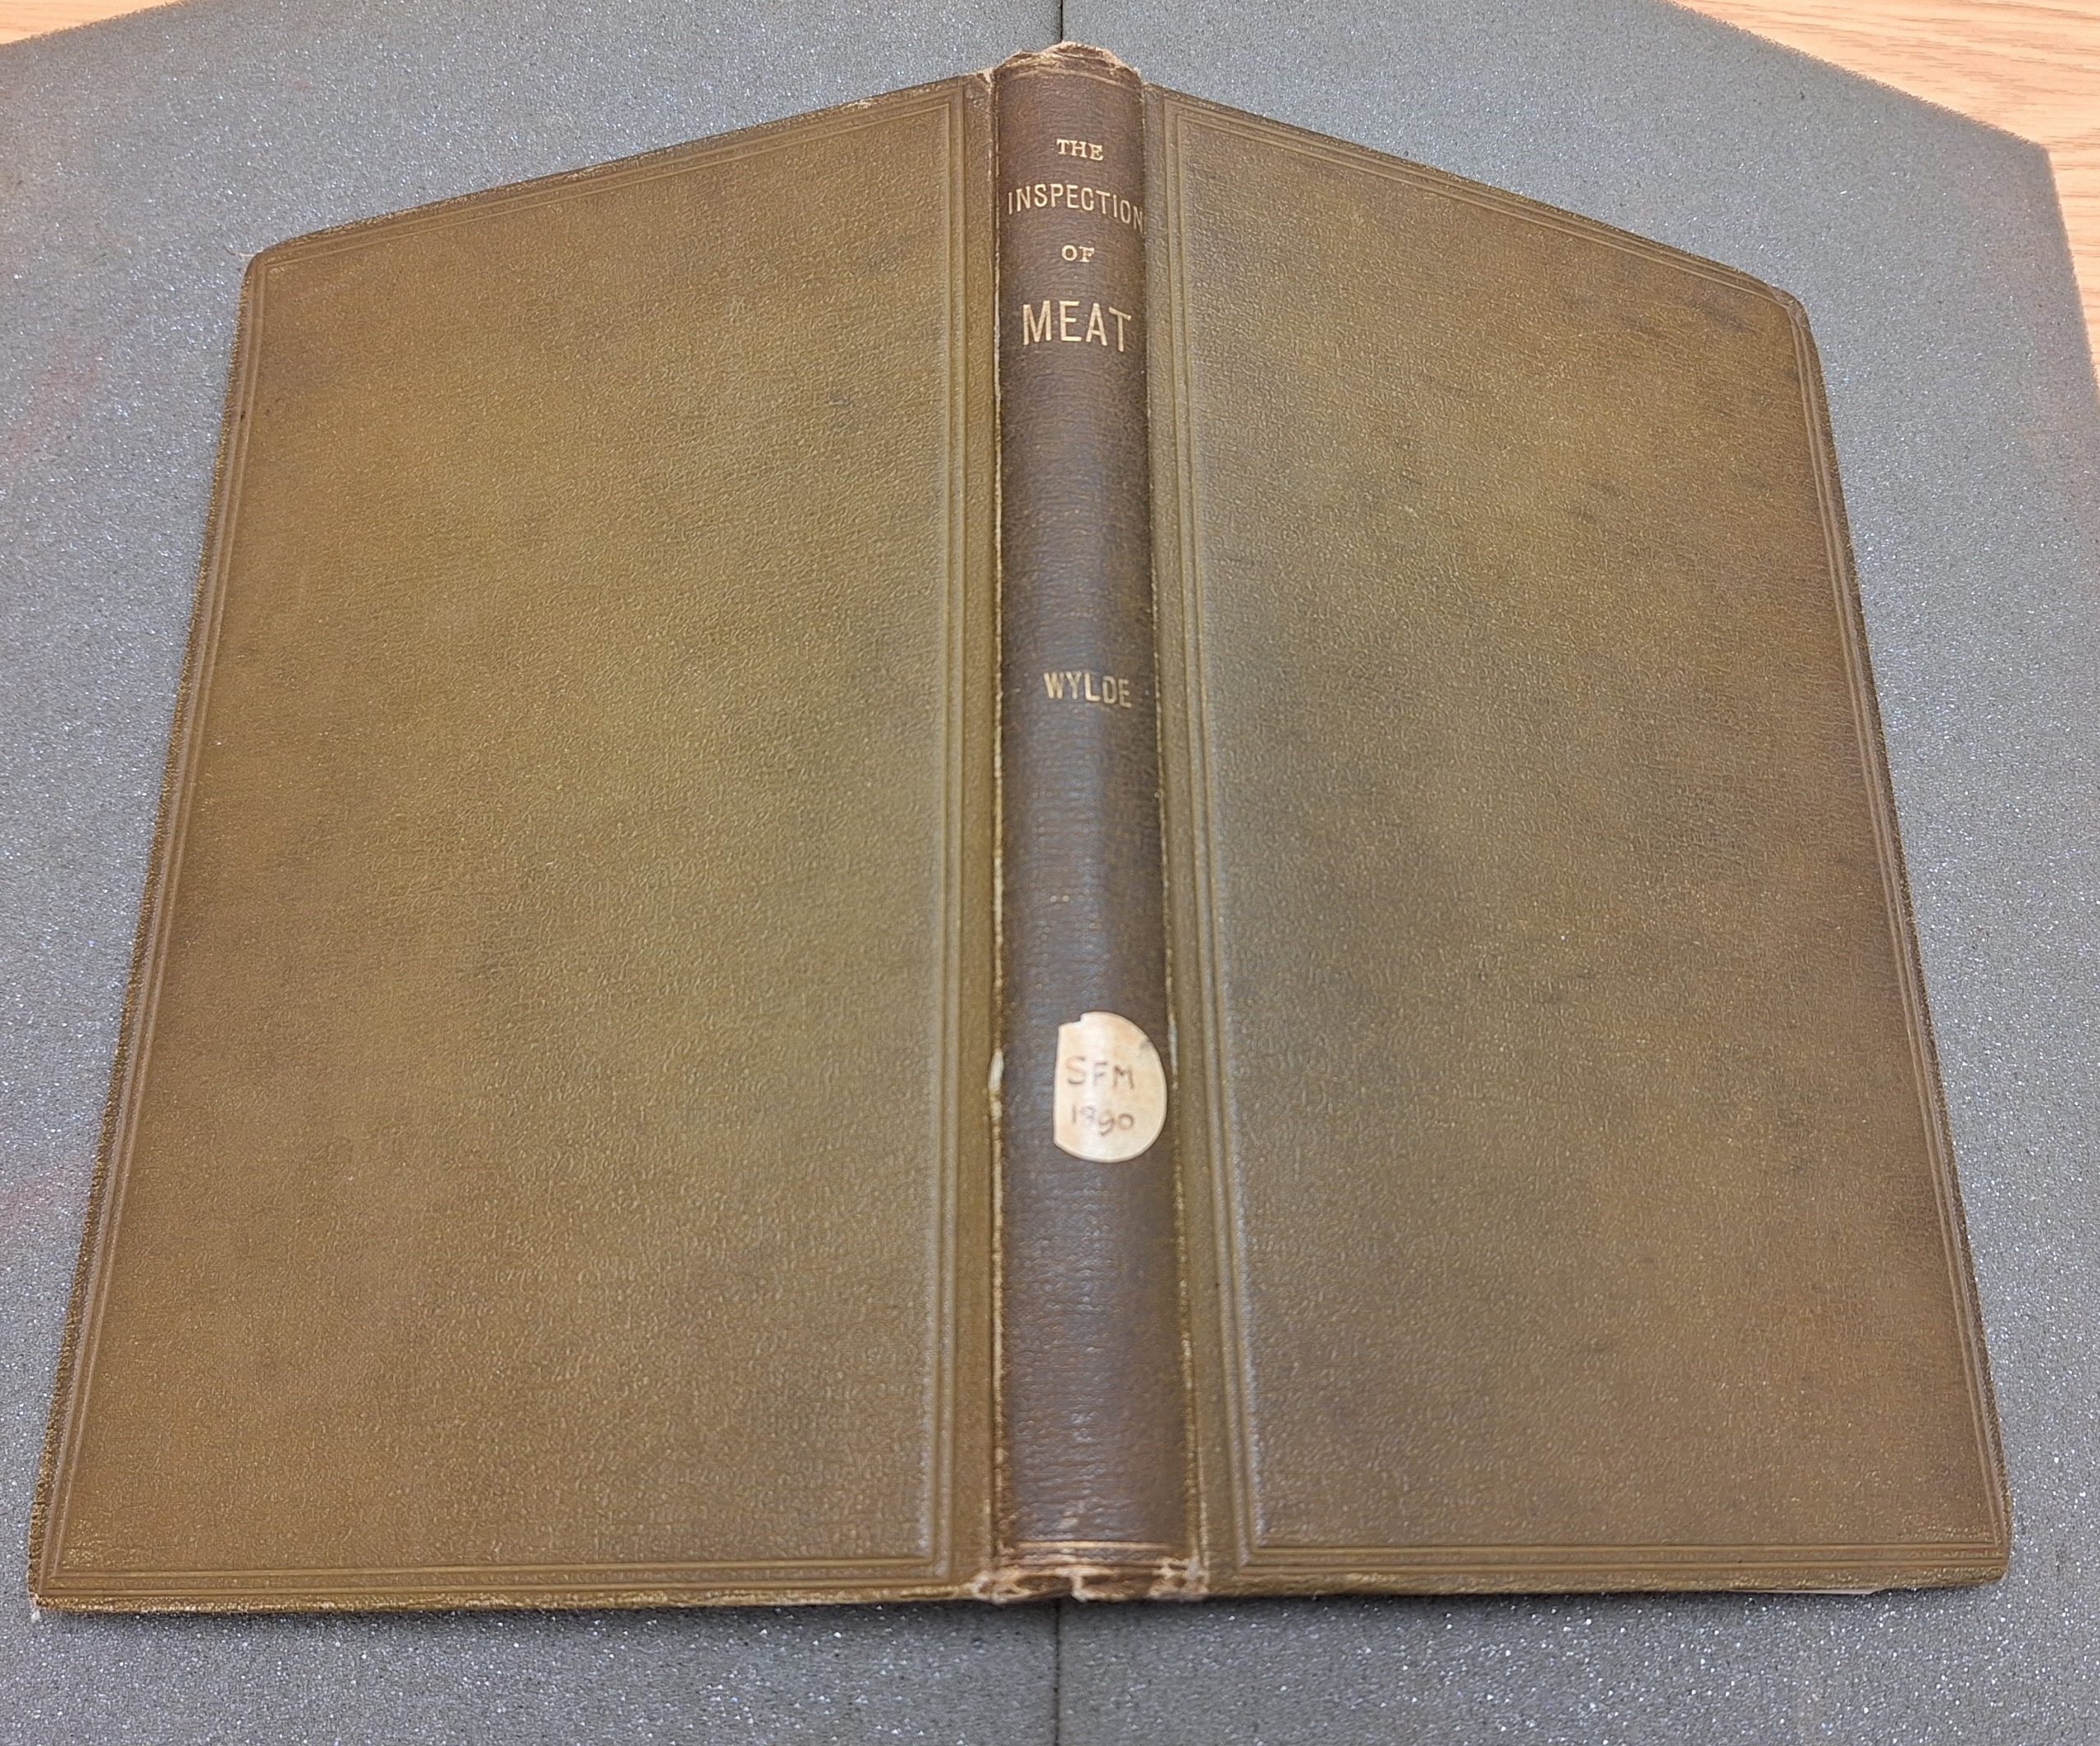 THE
INSPECTION
OF
MEAT
WYLDE
SFM
1890